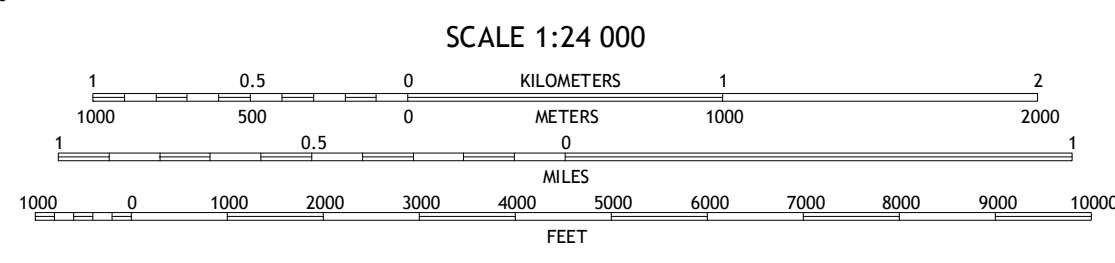 SCALE 1:24 000
1 0.5 0 KILOMETERS 1 2
1000 500 0 METERS 1000 2000
1 0.5 0 1
MILES
1000 0 1000 2000 3000 4000 5000 6000 7000 8000 9000 10000
FEET